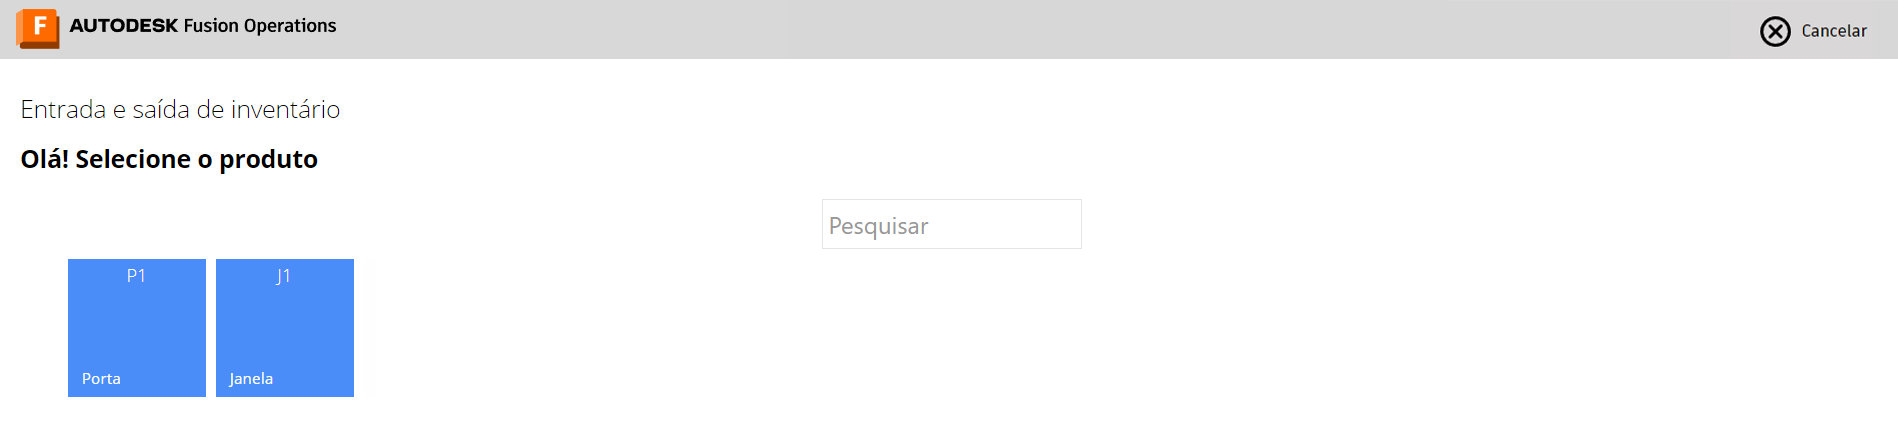 F AUTODESK Fusion Operations
Cancelar
Entrada e saída de inventário
Olá! Selecione o produto
Pesquisar
P1
Porta
J1
Janela